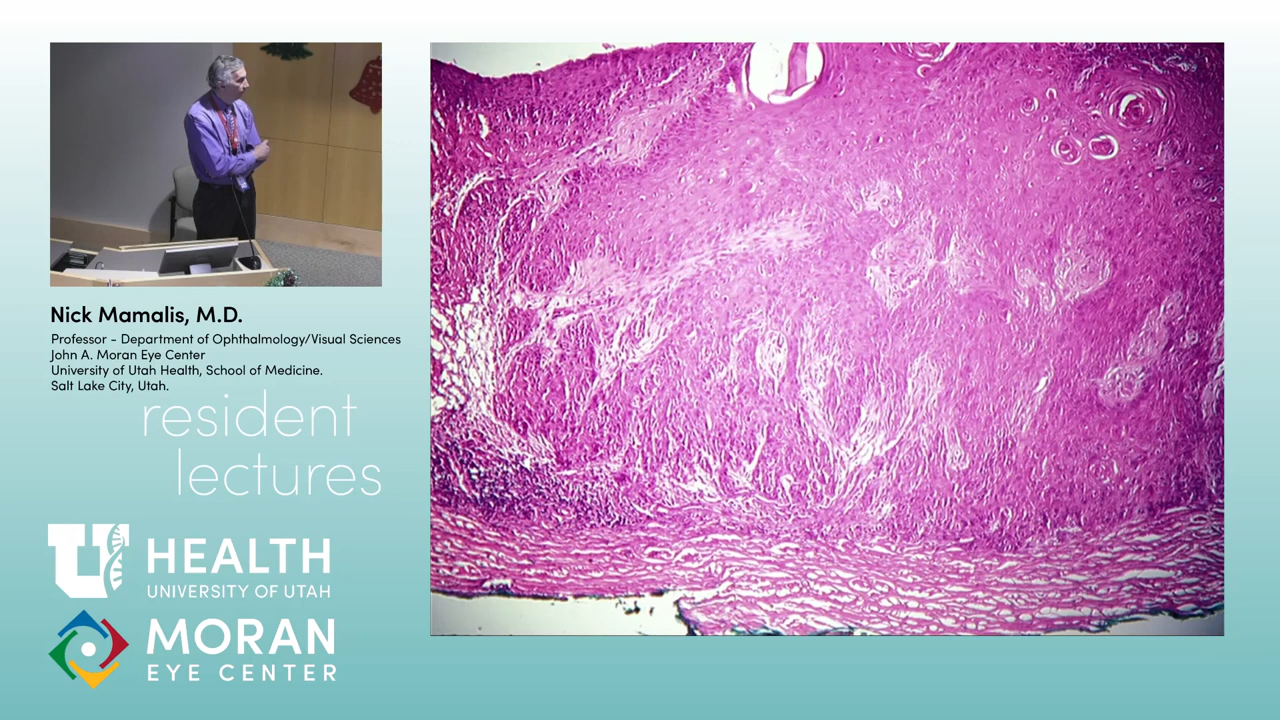 Nick Mamalis, M.D.
Professor - Department of Ophthalmology/Visual Sciences
John A. Moran Eye Center
University of Utah Health, School of Medicine.
Salt Lake City, Utah.
resident
lectures
U HEALTH
UNIVERSITY OF UTAH
MORAN
EYE CENTER